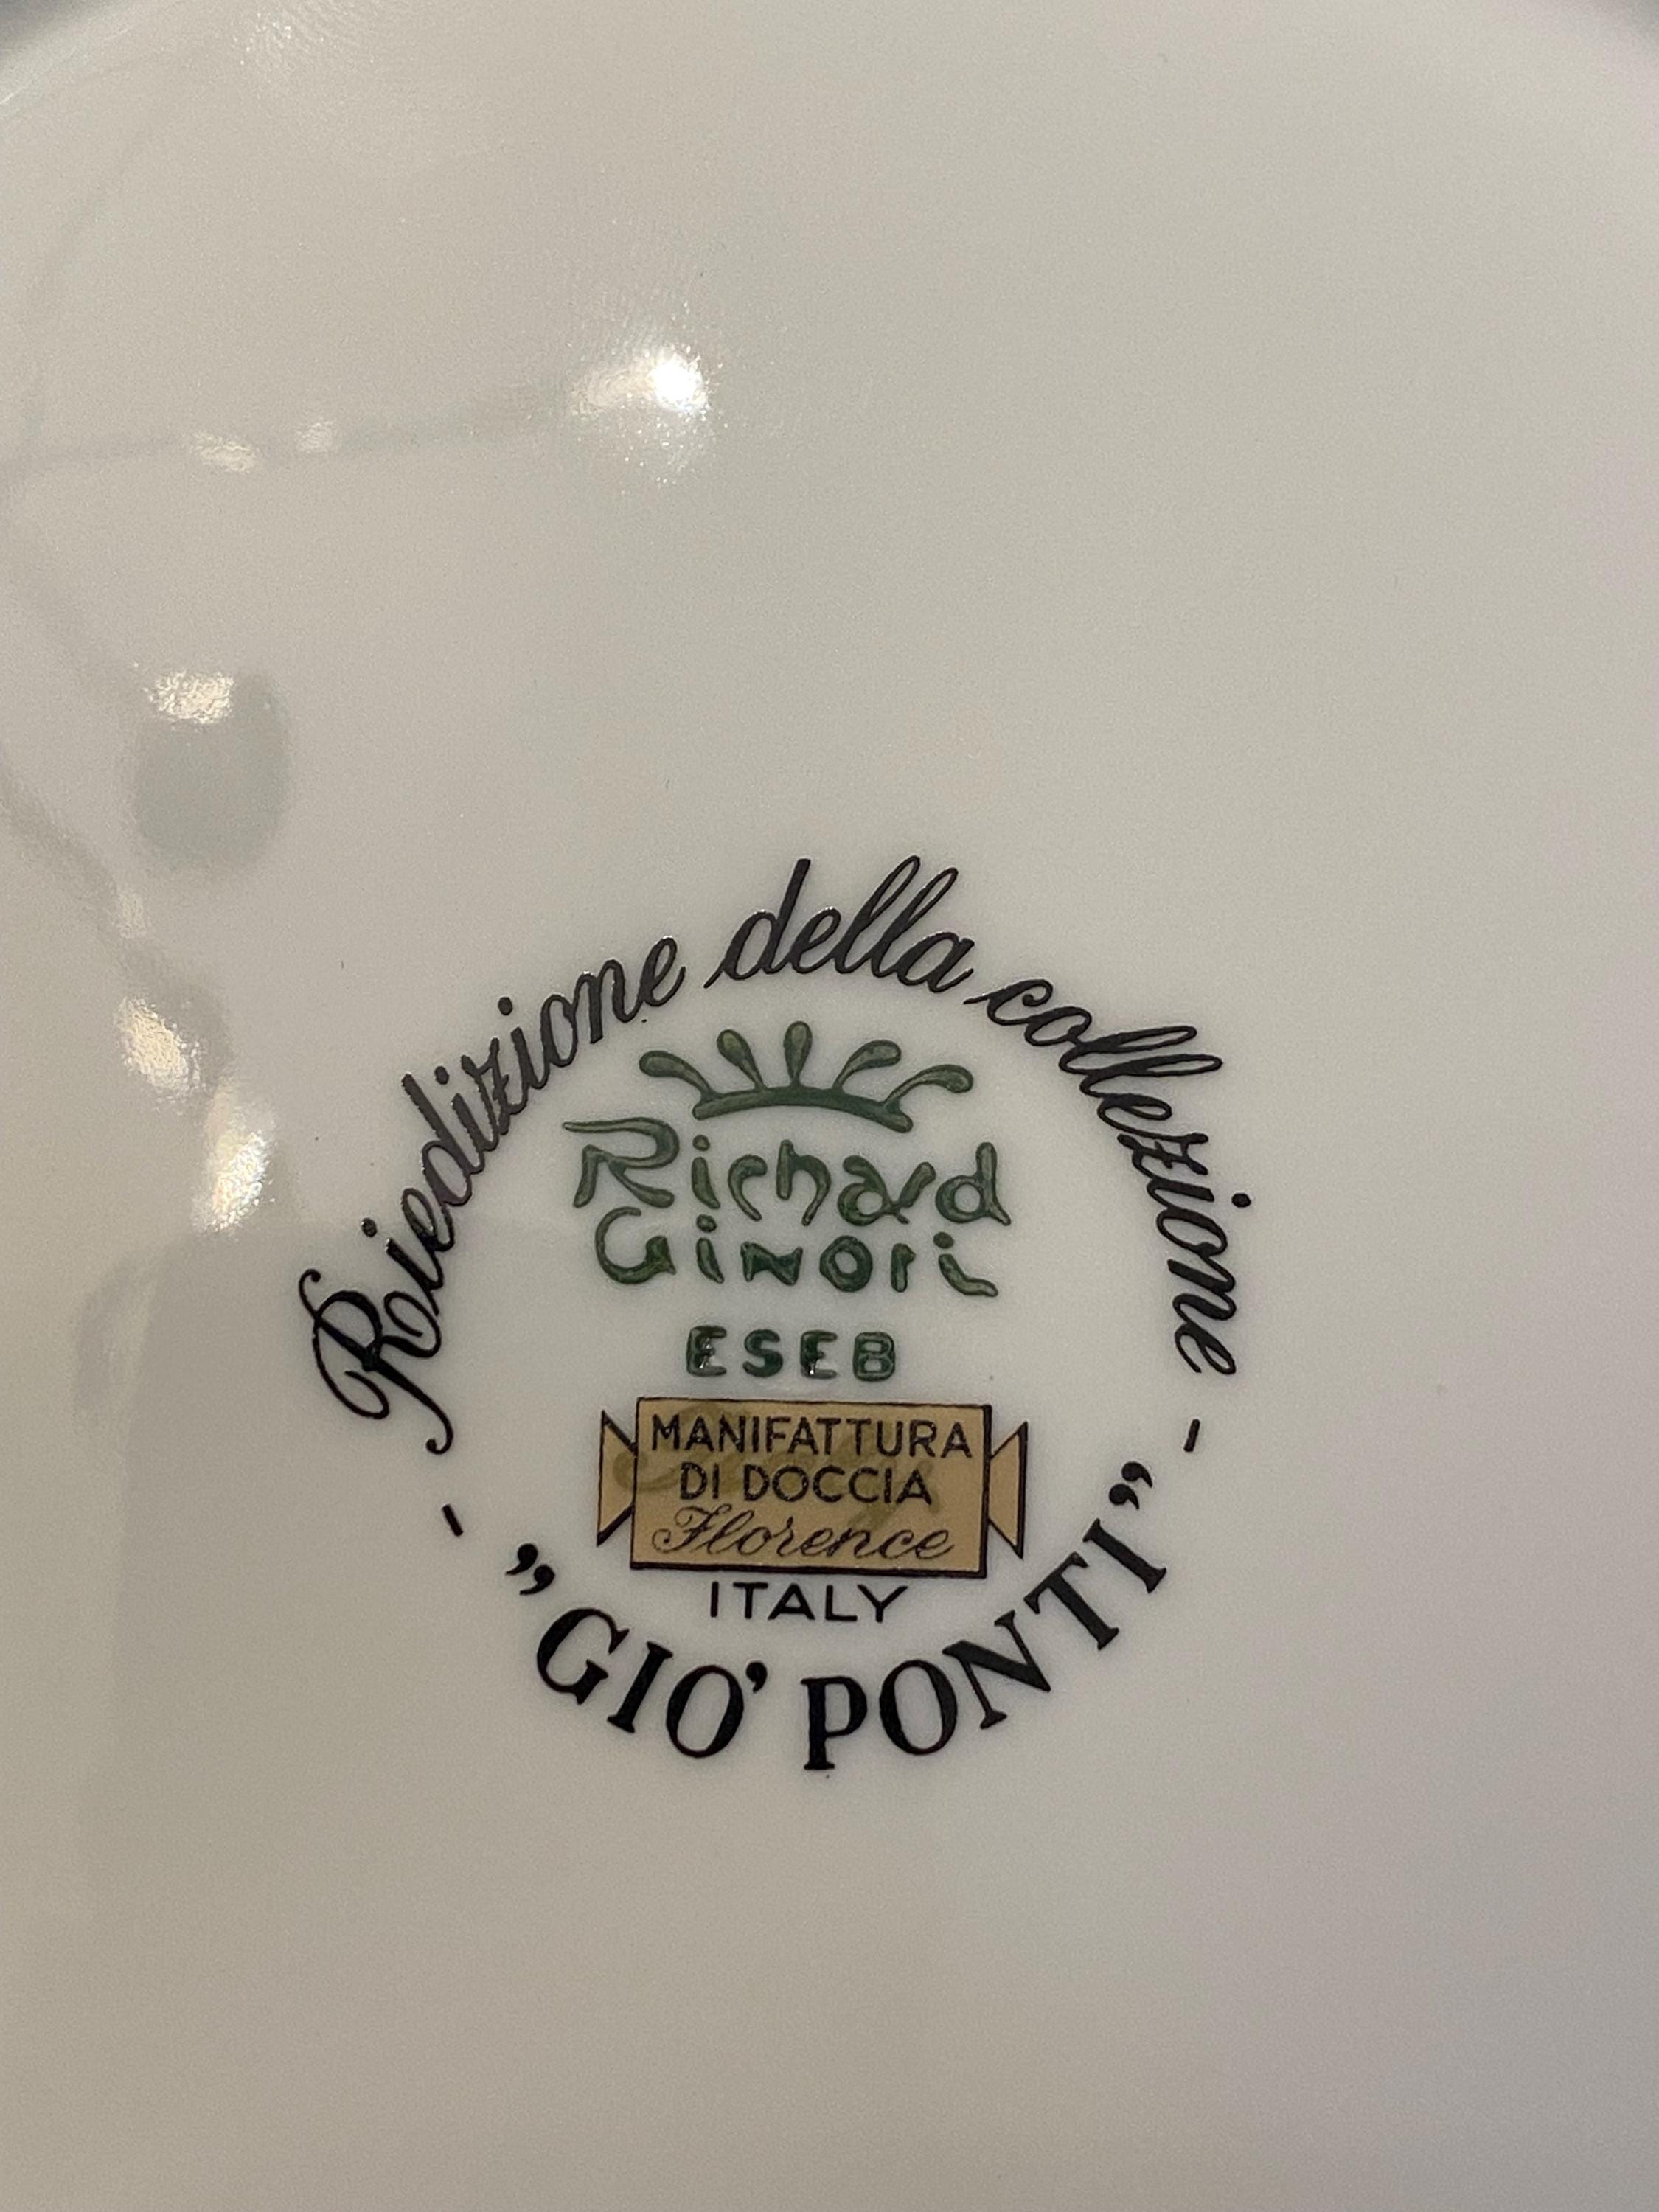 Riedizione della collezione
Richard
Ginori
ESEB
MANIFATTURA
DI DOCCIA
Florence
ITALY
- "GIO' PONTI" -